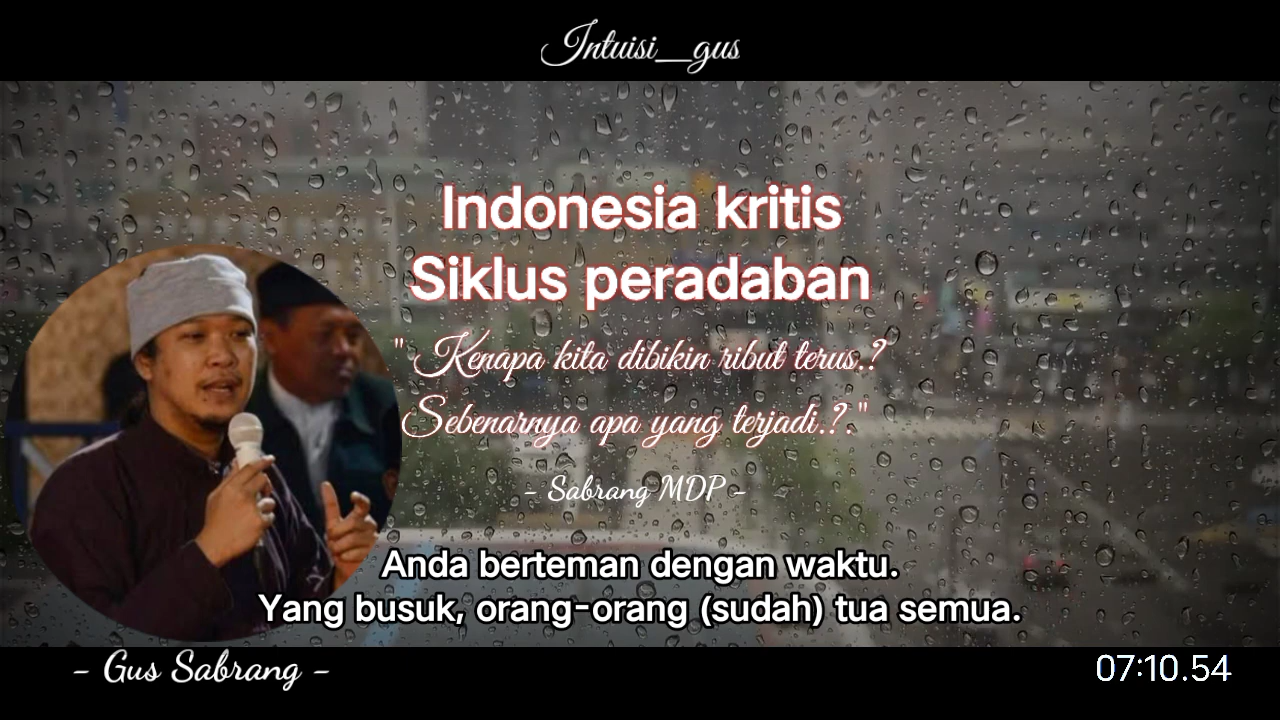 Intuisi__gus
Indonesia kritis
Siklus peradaban
" Kenapa kita dibikin ribut terus.?
Sebenarnya apa yang terjadi.?."
- Sabrang MDP -
Anda berteman dengan waktu.
Yang busuk, orang-orang (sudah) tua semua.
- Gus Sabrang -
07:10.54